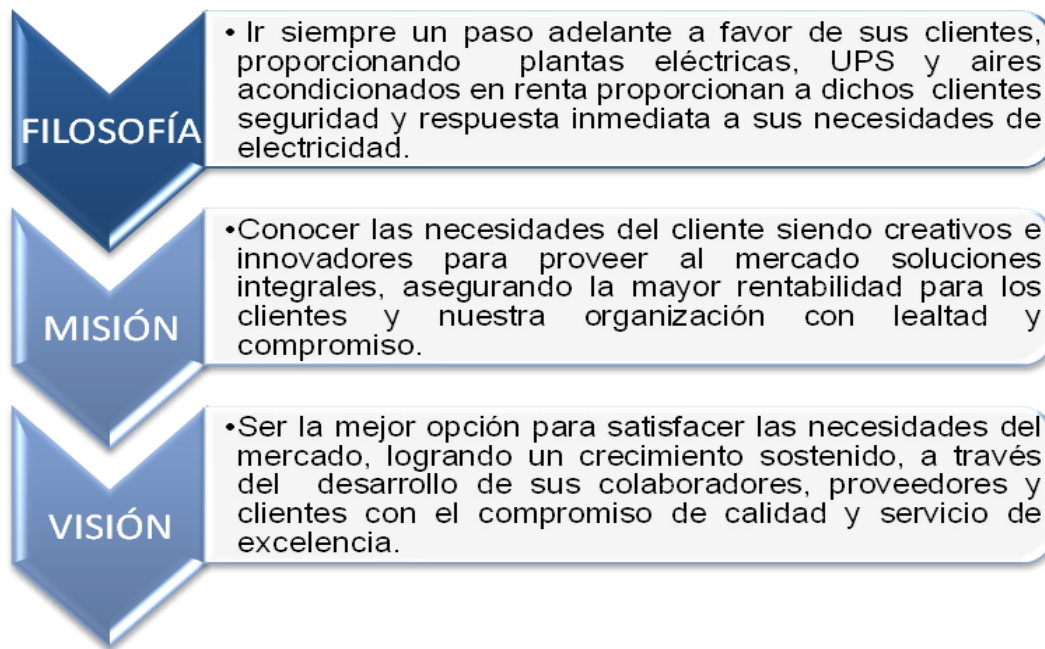 FILOSOFÍA
• Ir siempre un paso adelante a favor de sus clientes,
proporcionando plantas eléctricas, UPS y aires
acondicionados en renta proporcionan a dichos clientes
seguridad y respuesta inmediata a sus necesidades de
electricidad.
MISIÓN
•Conocer las necesidades del cliente siendo creativos e
innovadores para proveer al mercado soluciones
integrales, asegurando la mayor rentabilidad para los
clientes y nuestra organización con lealtad y
compromiso.
VISIÓN
•Ser la mejor opción para satisfacer las necesidades del
mercado, logrando un crecimiento sostenido, a través
del desarrollo de sus colaboradores, proveedores y
clientes con el compromiso de calidad y servicio de
excelencia.